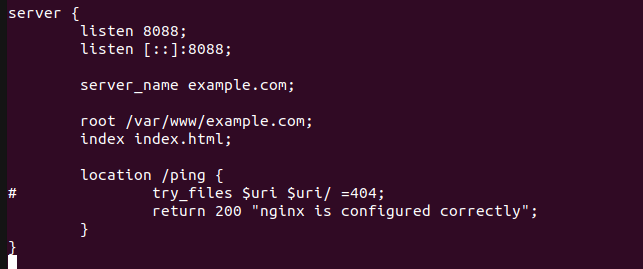 server {
        listen 8088;
        listen [::]:8088;

        server_name example.com;

        root /var/www/example.com;
        index index.html;

        location /ping {
#               try_files $uri $uri/ =404;
                return 200 "nginx is configured correctly";
        }
}